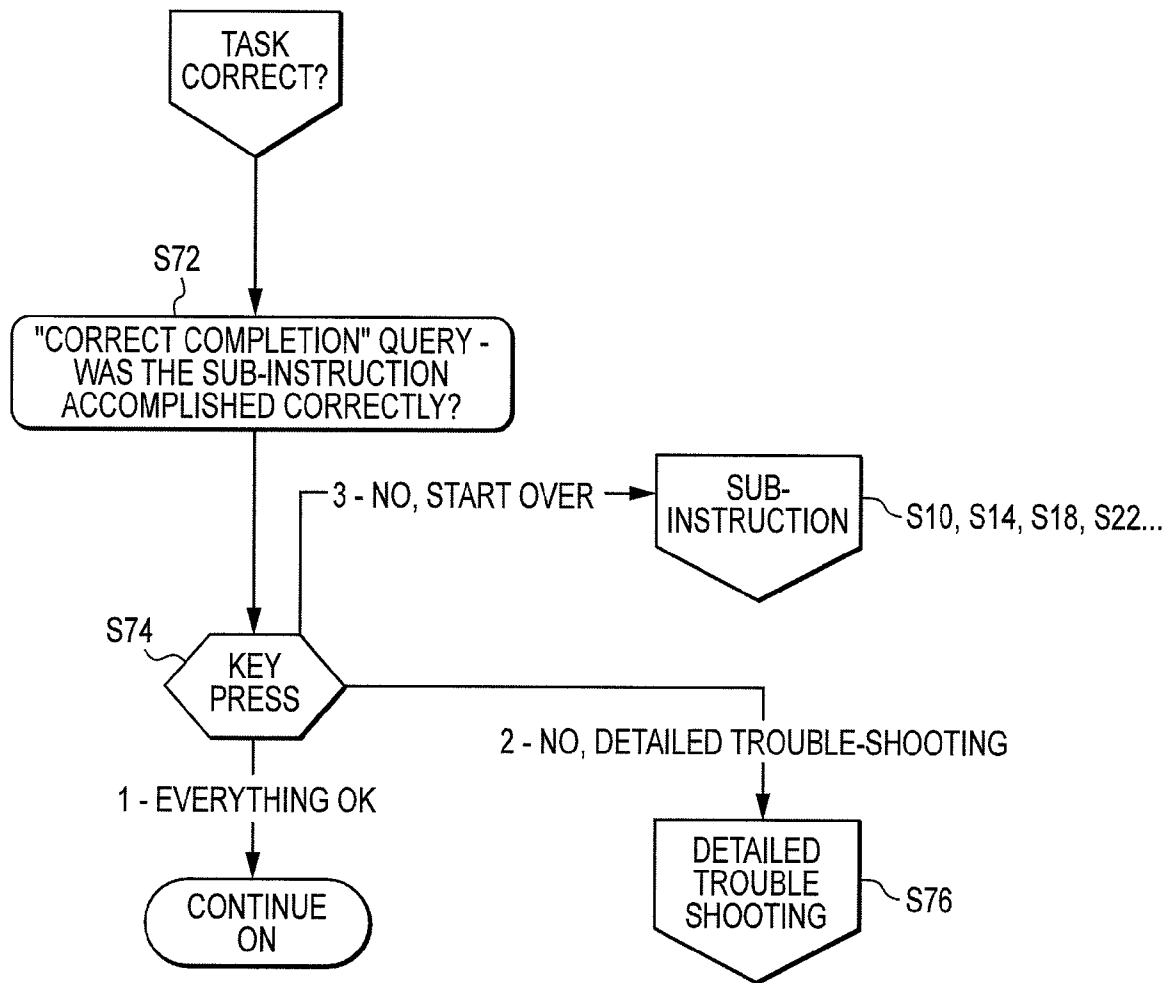 TASK
CORRECT?
S72
"CORRECT COMPLETION" QUERY -
WAS THE SUB-INSTRUCTION
ACCOMPLISHED CORRECTLY?
3 - NO, START OVER
SUB-
INSTRUCTION
S10, S14, S18, S22...
S74
KEY
PRESS
2 - NO, DETAILED TROUBLE-SHOOTING
1 - EVERYTHING OK
DETAILED
TROUBLE
SHOOTING
S76
CONTINUE
ON